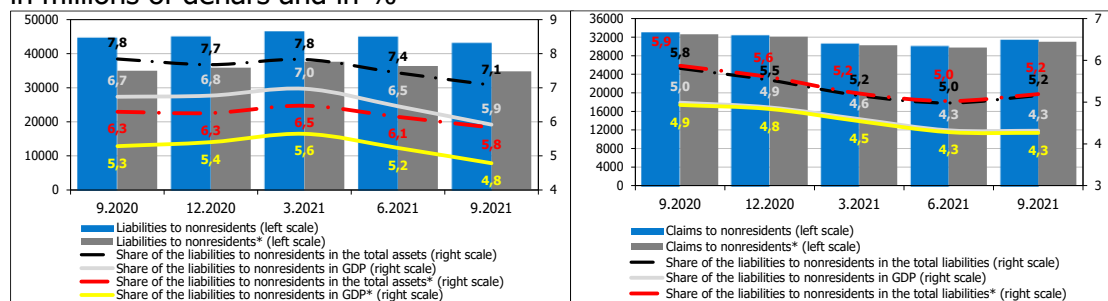 in millions of denars and in %
50000
40000
30000
20000
10000
0
7,8 7,7 7,8 7,4 7,1
6,7 6,8 7,0 6,5 5,9
6,3 6,3 6,5 6,1 5,8
5,3 5,4 5,6 5,2 4,8
9
8
7
6
5
4
9.2020 12.2020 3.2021 6.2021 9.2021
Liabilities to nonresidents (left scale)
Liabilities to nonresidents* (left scale)
Share of the liabilities to nonresidents in the total assets (right scale)
Share of the liabilities to nonresidents in GDP (right scale)
Share of the liabilities to nonresidents in the total assets* (right scale)
Share of the liabilities to nonresidents in GDP* (right scale)
36000
32000
28000
24000
20000
16000
12000
8000
4000
0
5,9 5,6 5,2 5,0 5,2
5,8 5,5 5,2 5,0 5,2
5,0 4,9 4,6 4,3 4,3
4,9 4,8 4,5 4,3 4,3
7
6
5
4
3
9.2020 12.2020 3.2021 6.2021 9.2021
Claims to nonresidents (left scale)
Claims to nonresidents* (left scale)
Share of the liabilities to nonresidents in the total liabilities (right scale)
Share of the liabilities to nonresidents in GDP (right scale)
Share of the liabilities to nonresidents in the total liabilities* (right scale)